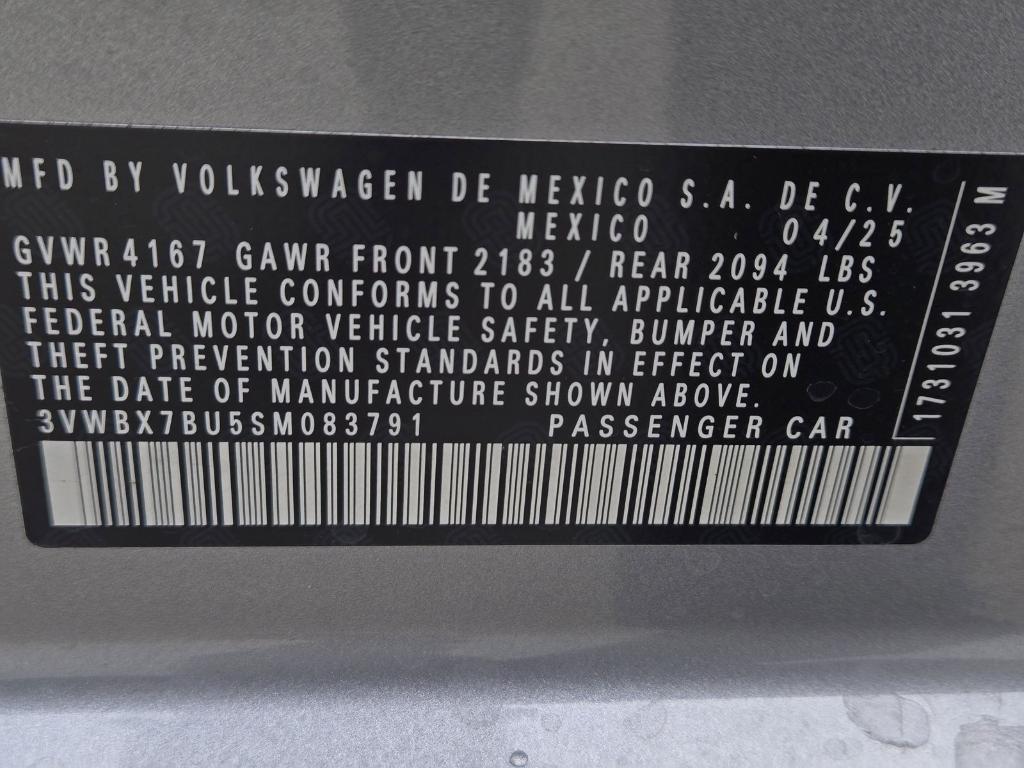 MFD BY VOLKSWAGEN DE MEXICO S.A. DE C.V.
MEXICO 04/25
GVWR 4167 GAWR FRONT 2183 / REAR 2094 LBS
THIS VEHICLE CONFORMS TO ALL APPLICABLE U.S.
FEDERAL MOTOR VEHICLE SAFETY, BUMPER AND
THEFT PREVENTION STANDARDS IN EFFECT ON
THE DATE OF MANUFACTURE SHOWN ABOVE.
3VWBX7BU5SM083791 PASSENGER CAR
1731031 3963 M